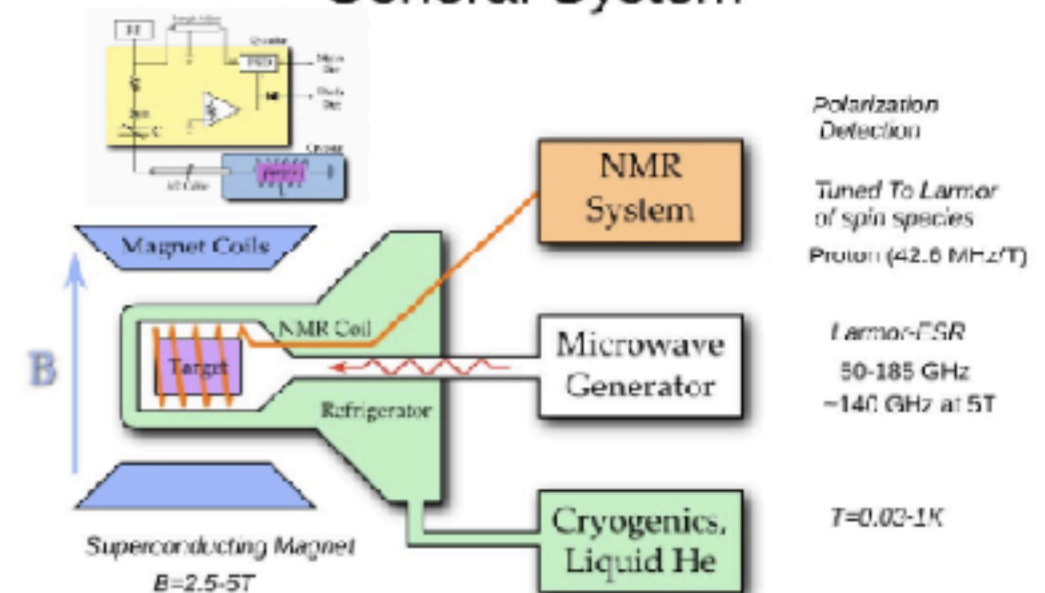 General System
NMR
System
Polarization
Detection
Tuned To Larmor
of spin species
Proton (42.6 MHz/T)
Magnet Coils
NMR Coil
Target
B
Refrigerator
Microwave
Generator
Larmor-ESR
50-185 GHz
~140 GHz at 5T
Cryogenics,
Liquid He
T=0.03-1K
Superconducting Magnet
B=2.5-5T